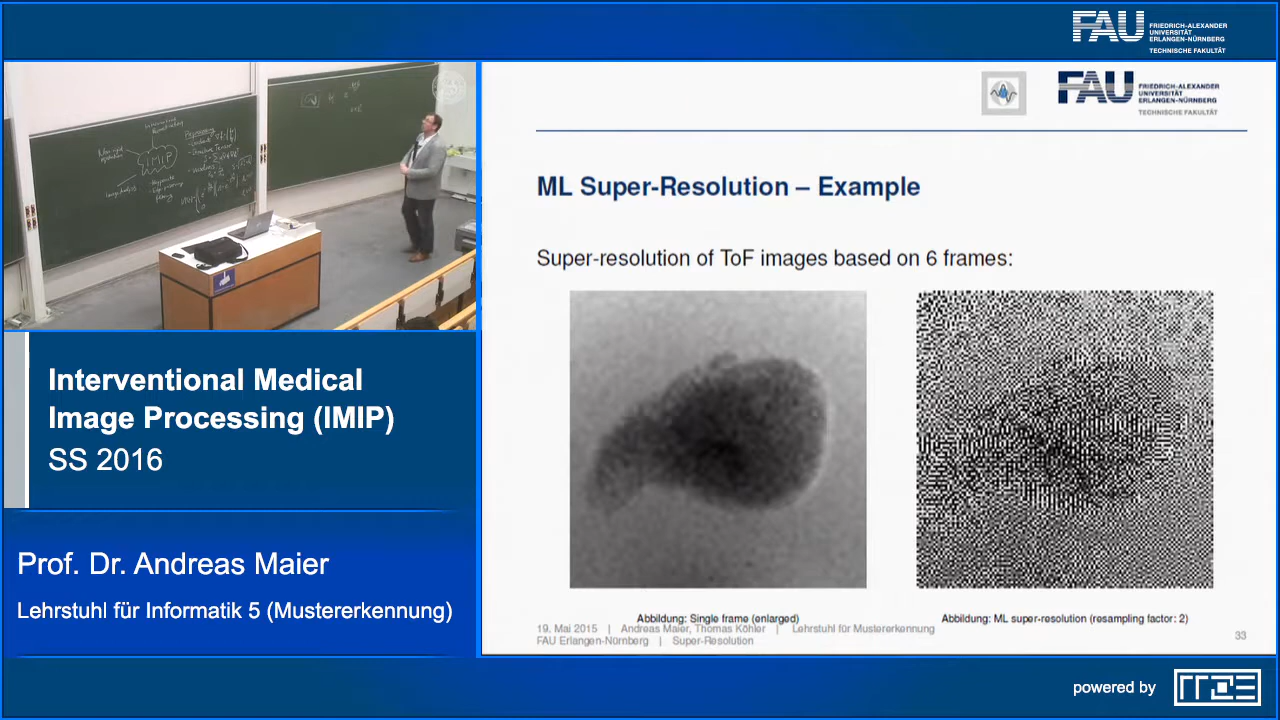 FAU
FRIEDRICH-ALEXANDER
UNIVERSITÄT
ERLANGEN-NÜRNBERG
TECHNISCHE FAKULTÄT
IMIP
Interventional Medical
Image Processing (IMIP)
SS 2016
Prof. Dr. Andreas Maier
Lehrstuhl für Informatik 5 (Mustererkennung)
FAU
FRIEDRICH-ALEXANDER
UNIVERSITÄT
ERLANGEN-NÜRNBERG
TECHNISCHE FAKULTÄT
ML Super-Resolution – Example
Super-resolution of ToF images based on 6 frames:
Abbildung: Single frame (enlarged)
Abbildung: ML super-resolution (resampling factor: 2)
19. Mai 2015 | Andreas Maier, Thomas Köhler | Lehrstuhl für Mustererkennung
FAU Erlangen-Nürnberg | Super-Resolution
33
powered by